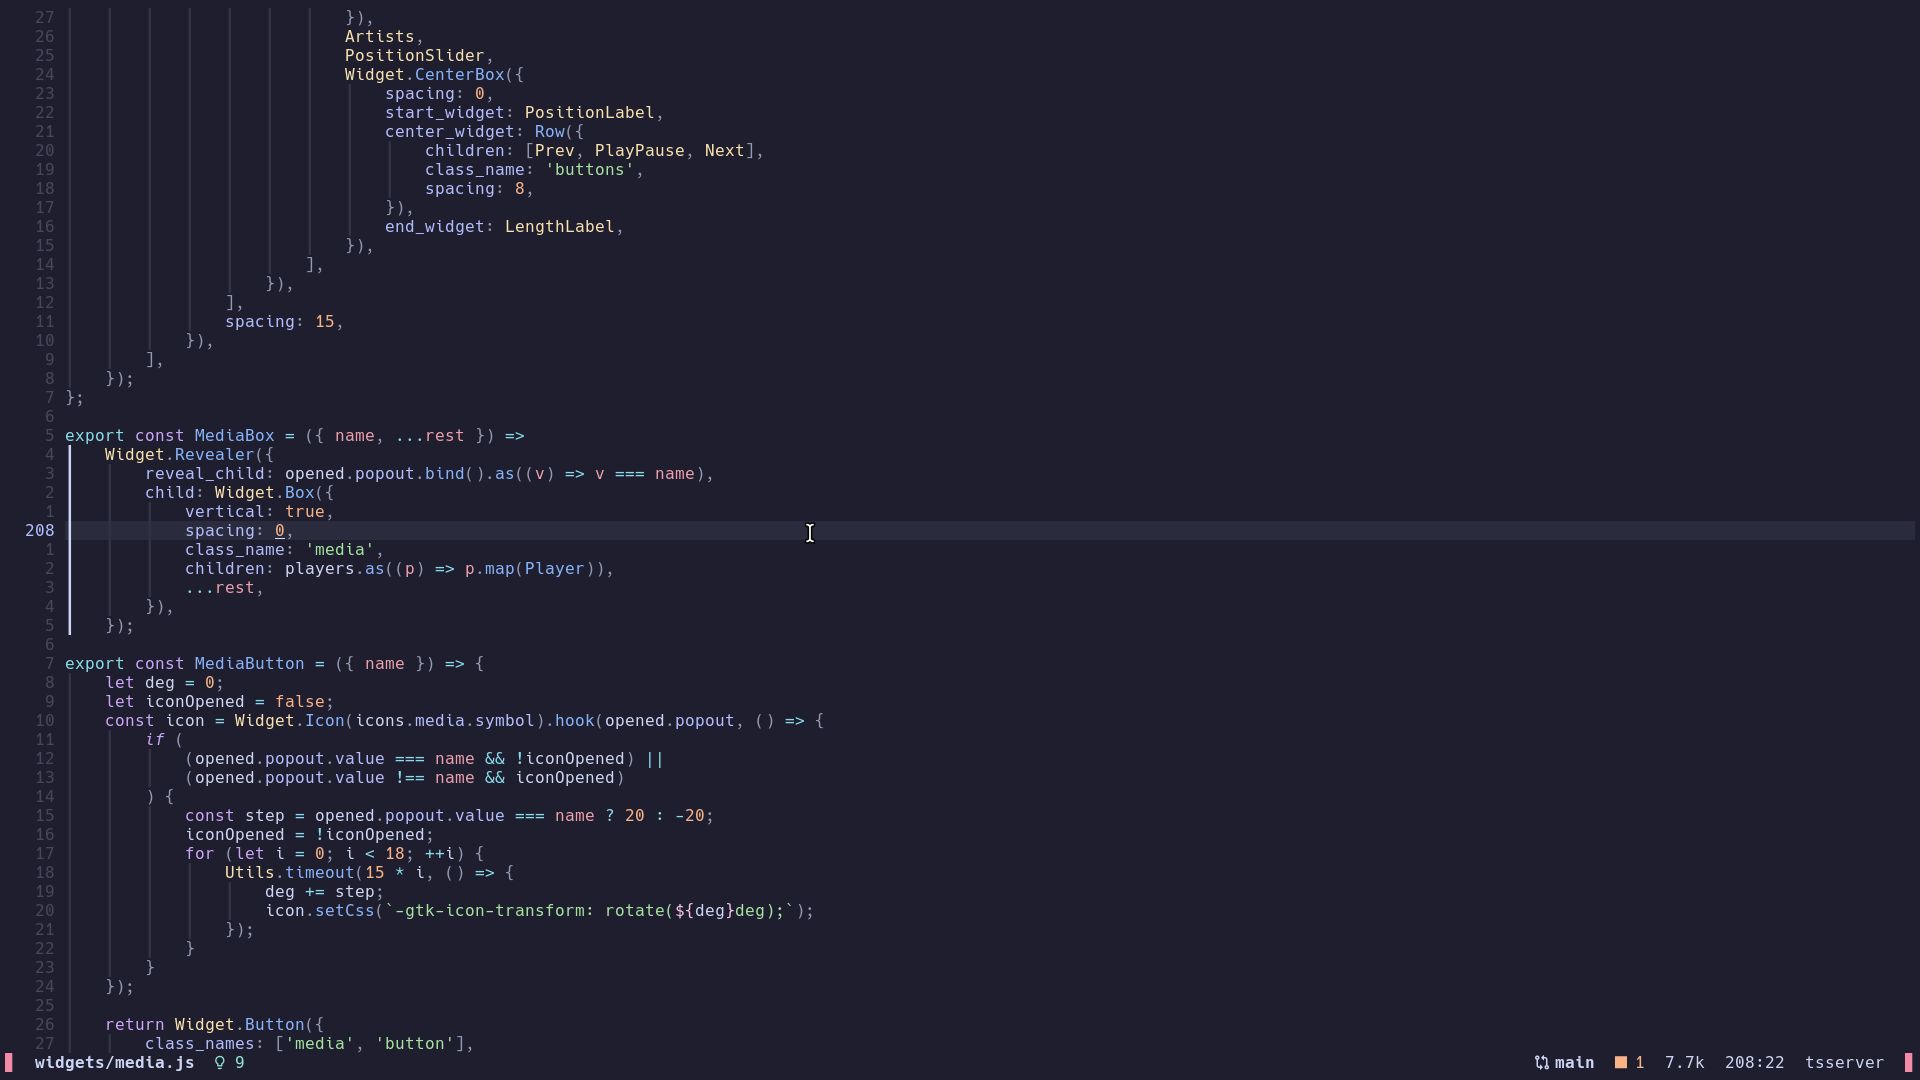 27 }),
26 Artists,
25 PositionSlider,
24 Widget.CenterBox({
23 spacing: 0,
22 start_widget: PositionLabel,
21 center_widget: Row({
20 children: [Prev, PlayPause, Next],
19 class_name: 'buttons',
18 spacing: 8,
17 }),
16 end_widget: LengthLabel,
15 }),
14 ],
13 }),
12 ],
11 spacing: 15,
10 }),
9 ],
8 });
7 };
6
5 export const MediaBox = ({ name, ...rest }) =>
4 Widget.Revealer({
3 reveal_child: opened.popout.bind().as((v) => v === name),
2 child: Widget.Box({
1 vertical: true,
208 spacing: 0,
1 class_name: 'media',
2 children: players.as((p) => p.map(Player)),
3 ...rest,
4 }),
5 });
6
7 export const MediaButton = ({ name }) => {
8 let deg = 0;
9 let iconOpened = false;
10 const icon = Widget.Icon(icons.media.symbol).hook(opened.popout, () => {
11 if (
12 (opened.popout.value === name && !iconOpened) ||
13 (opened.popout.value !== name && iconOpened)
14 ) {
15 const step = opened.popout.value === name ? 20 : -20;
16 iconOpened = !iconOpened;
17 for (let i = 0; i < 18; ++i) {
18 Utils.timeout(15 * i, () => {
19 deg += step;
20 icon.setCss(`-gtk-icon-transform: rotate(${deg}deg);`);
21 });
22 }
23 }
24 });
25
26 return Widget.Button({
27 class_names: ['media', 'button'],
widgets/media.js 9 main 1 7.7k 208:22 tsserver